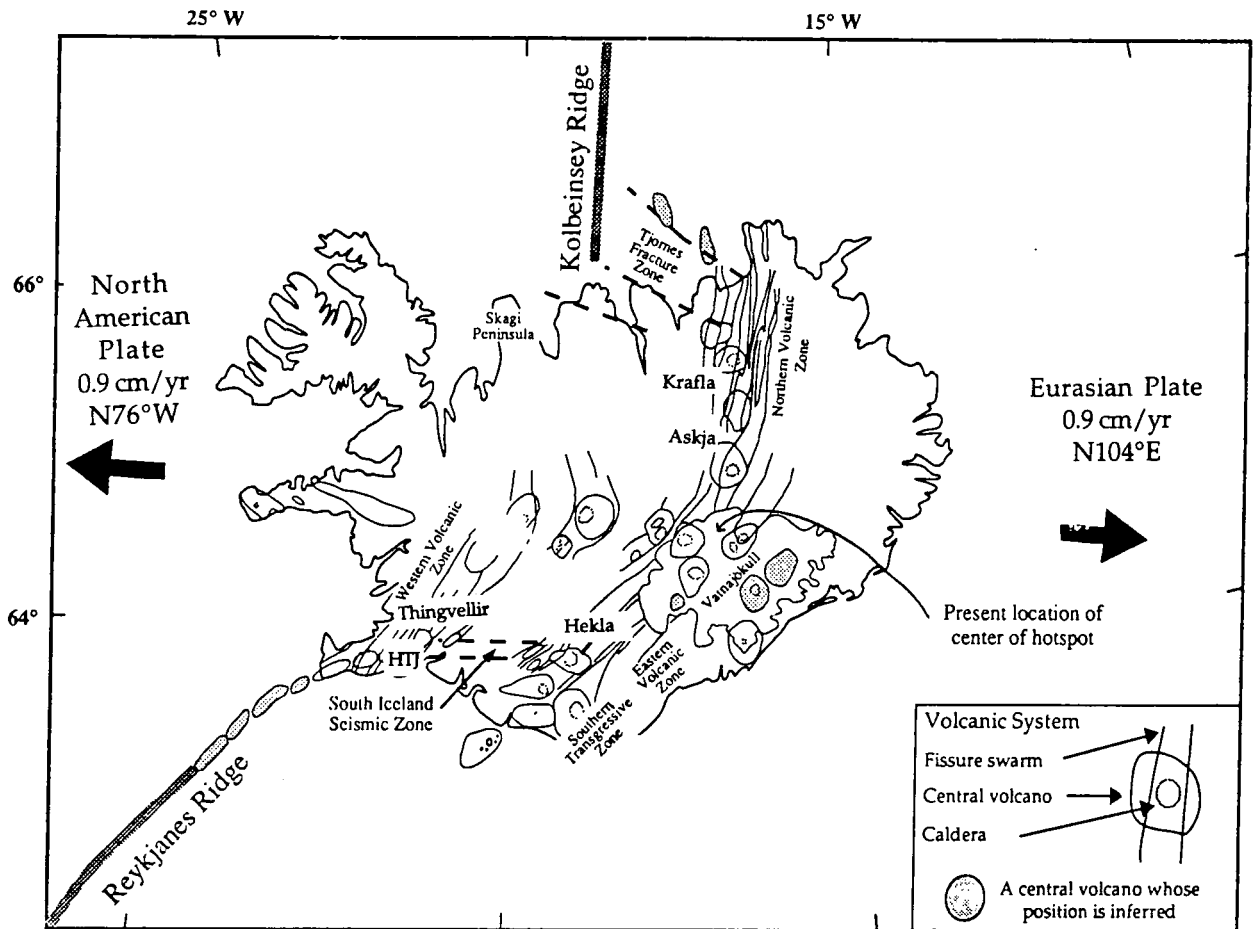 25° W
15° W
Kolbeinsey Ridge
Tjornes
Fracture
Zone
66°
North
American
Plate
0.9 cm/yr
N76°W
Skagi
Peninsula
Krafla
Northern Volcanic
Zone
Eurasian Plate
0.9 cm/yr
N104°E
Askja
Western Volcanic
Zone
Vatnajökull
64°
Thingvellir
Hekla
Present location of
center of hotspot
HTJ
Eastern
Volcanic
Zone
South Iceland
Seismic Zone
Southern
Transgressive
Zone
Reykjanes Ridge
Volcanic System
Fissure swarm
Central volcano
Caldera
A central volcano whose
position is inferred